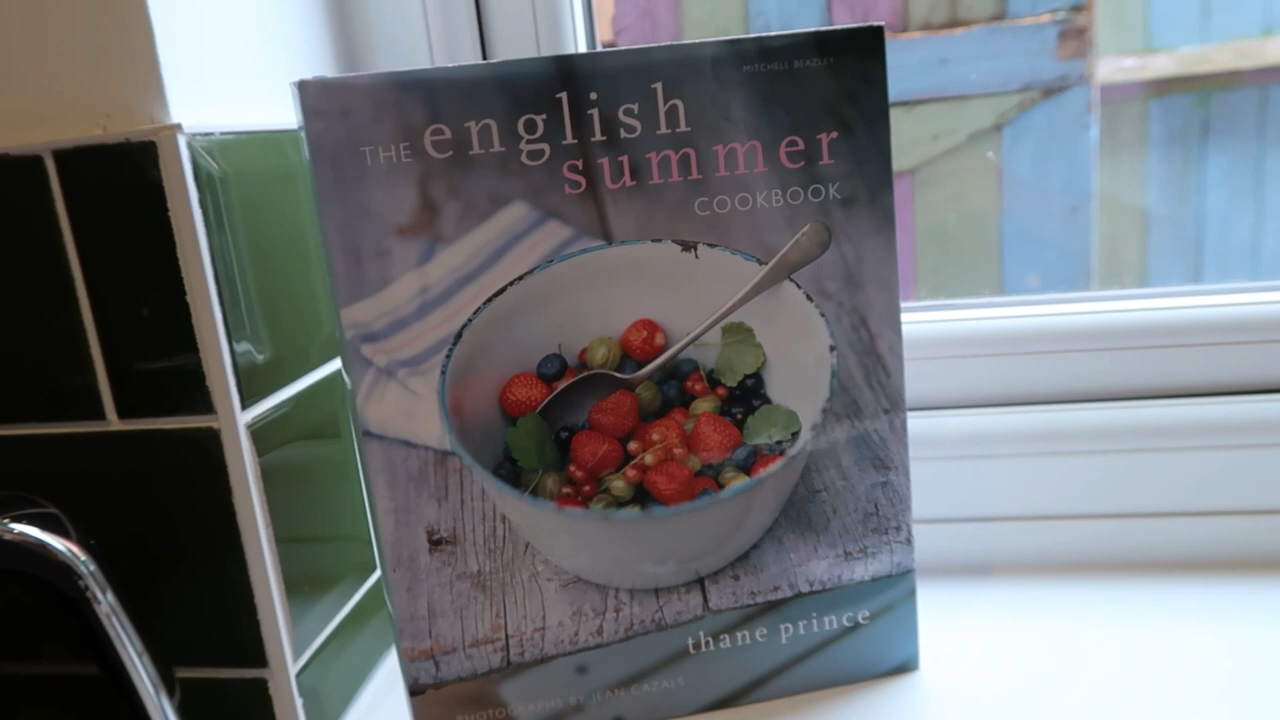 MITCHELL BEAZLEY
THE english
summer
COOKBOOK
thane prince
PHOTOGRAPHS BY JEAN CAZALS